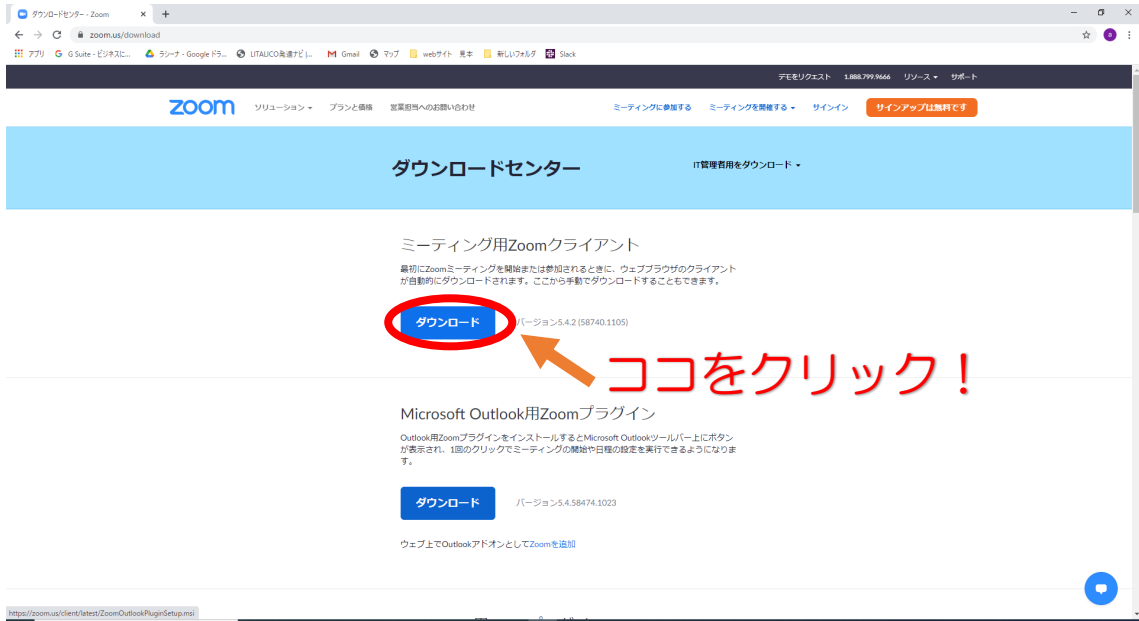 ダウンロードセンター - Zoom
zoom.us/download
アプリ G Suite - ビジネスに... ラシーナ - Google ドラ... LITALICO発達ナビ |... Gmail マップ webサイト 見本 新しいフォルダ Slack
デモをリクエスト 1.888.799.9666 リソース サポート
zoom ソリューション プランと価格 営業担当へのお問い合わせ ミーティングに参加する ミーティングを開催する サインイン サインアップは無料です
ダウンロードセンター IT管理者用をダウンロード
ミーティング用Zoomクライアント
最初にZoomミーティングを開始または参加されるときに、ウェブブラウザのクライアント
が自動的にダウンロードされます。ここから手動でダウンロードすることもできます。
ダウンロード バージョン5.4.2 (58740.1105)
ココをクリック！
Microsoft Outlook用Zoomプラグイン
Outlook用ZoomプラグインをインストールするとMicrosoft Outlookツールバー上にボタン
が表示され、1回のクリックでミーティングの開始や日程の設定を実行できるようになりま
す。
ダウンロード バージョン5.4.58474.1023
ウェブ上でOutlookアドオンとしてZoomを追加
https://zoom.us/client/latest/ZoomOutlookPluginSetup.msi